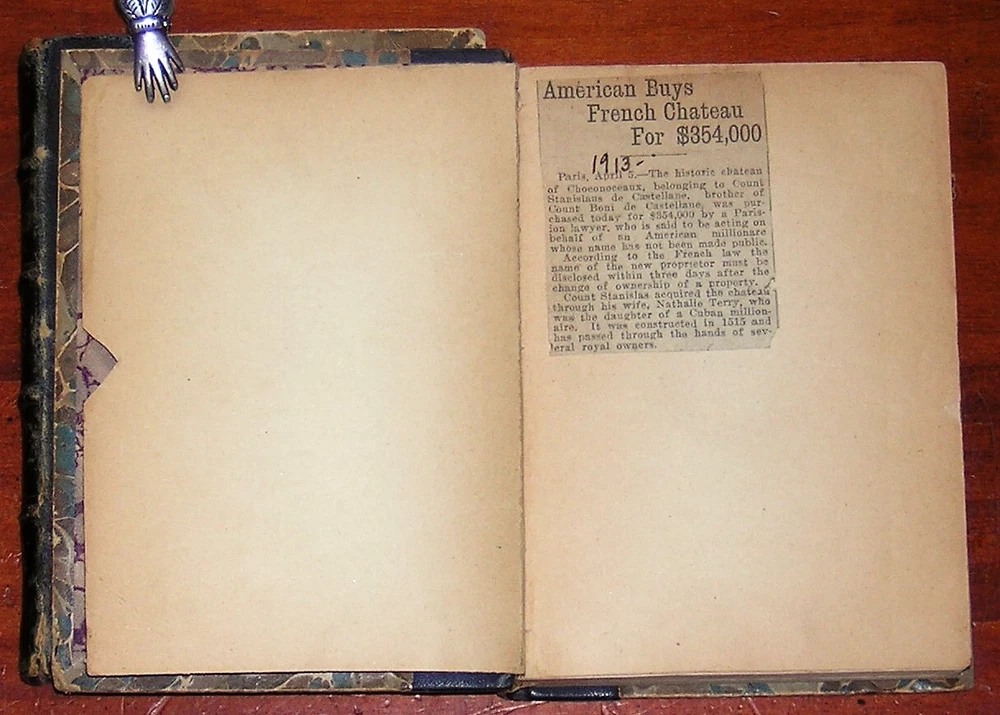 American Buys
French Chateau
For $354,000
1913-
Paris, April 5.—The historic chateau
of Choeonoceaux, belonging to Count
Stanislaus de Castellane, brother of
Count Boni de Castellane, was pur-
chased today for $354,000 by a Paris-
ion lawyer, who is said to be acting on
behalf of an American millionare
whose name has not been made public.
According to the French law the
name of the new proprietor must be
disclosed within three days after the
change of ownership of a property.
Count Stanislas acquired the chateau
through his wife, Nathalie Terry, who
was the daughter of a Cuban million-
aire. It was constructed in 1515 and
has passed through the hands of sev-
eral royal owners.